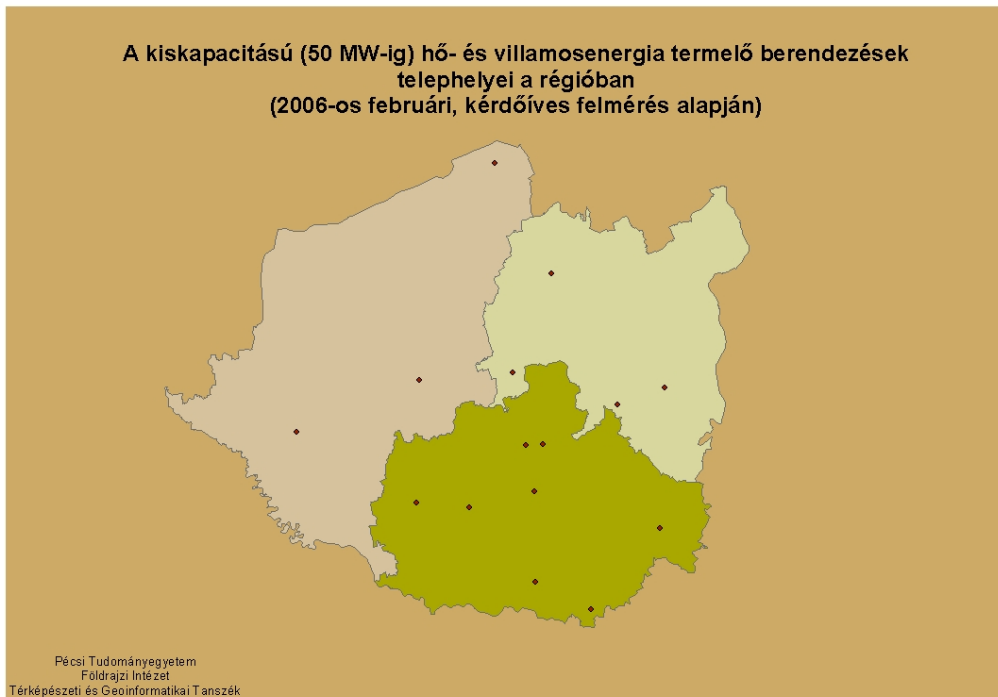 A kiskapacitású (50 MW-ig) hő- és villamosenergia termelő berendezések
telephelyei a régióban
(2006-os februári, kérdőíves felmérés alapján)
Pécsi Tudományegyetem
Földrajzi Intézet
Térképészeti és Geoinformatikai Tanszék